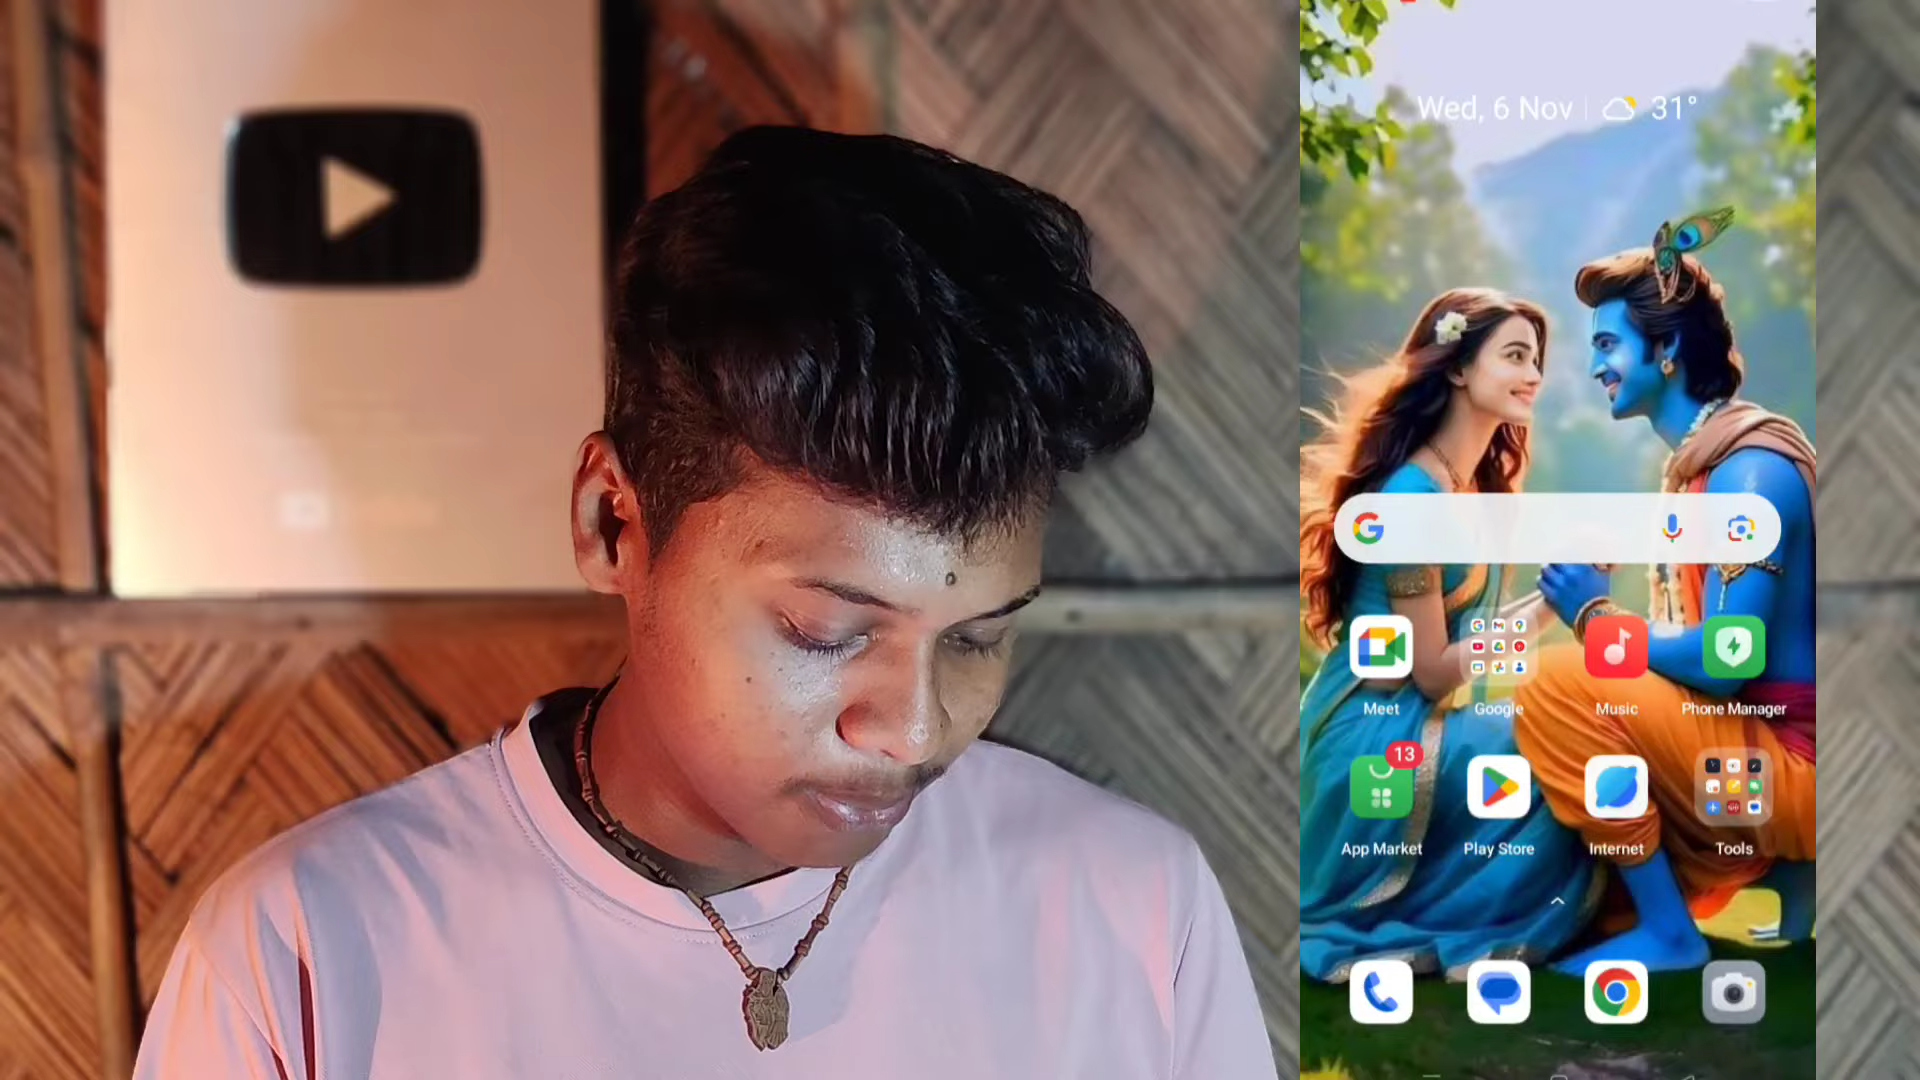 Wed, 6 Nov 31°
Meet Google Music Phone Manager
13
App Market Play Store Internet Tools